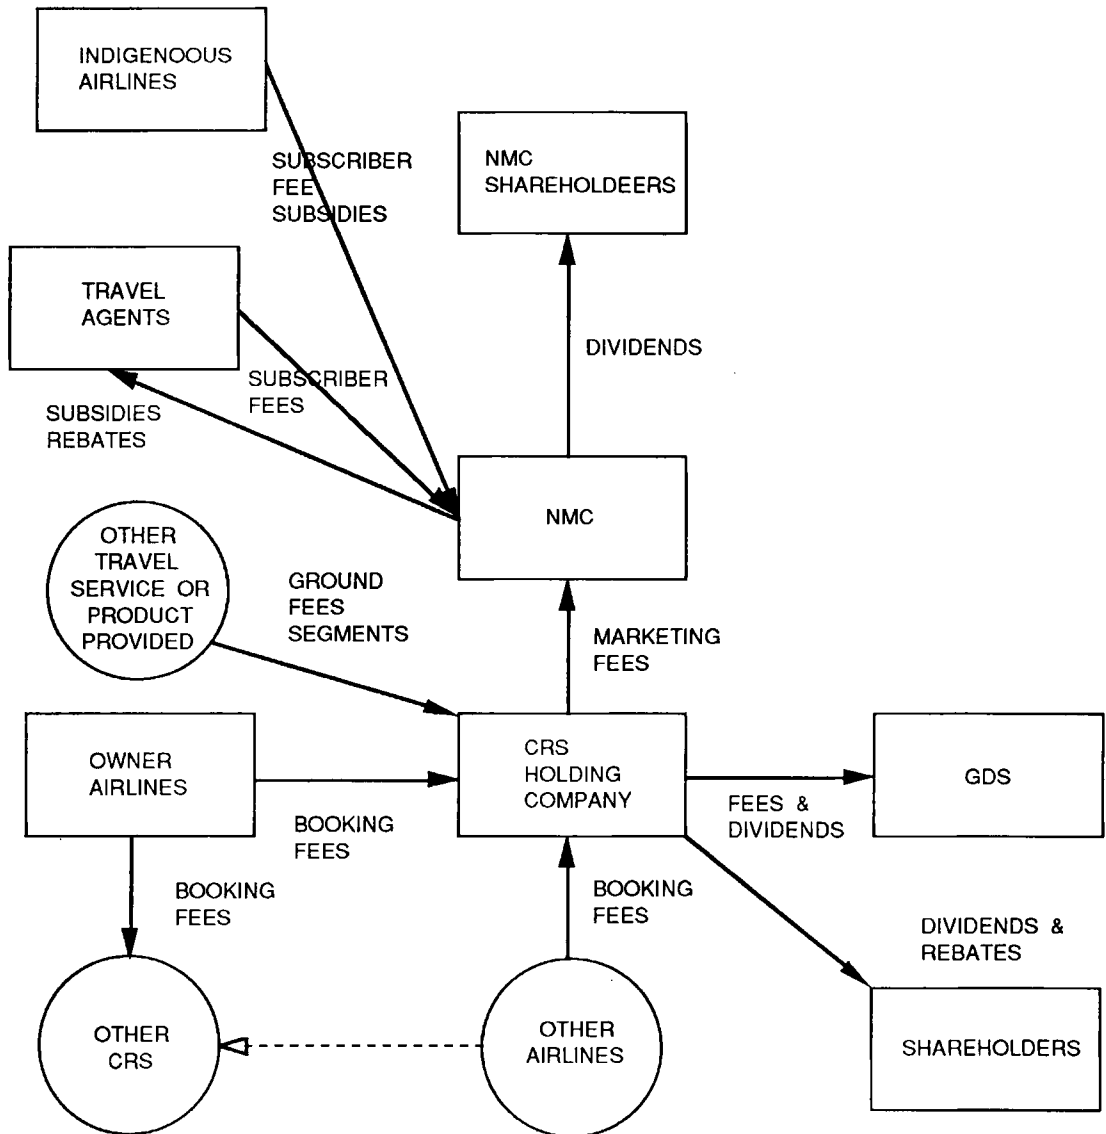 INDIGENOOUS
AIRLINES
SUBSCRIBER
FEE
SUBSIDIES
NMC
SHAREHOLDEERS
TRAVEL
AGENTS
DIVIDENDS
SUBSCRIBER
FEES
SUBSIDIES
REBATES
NMC
OTHER
TRAVEL
SERVICE OR
PRODUCT
PROVIDED
GROUND
FEES
SEGMENTS
MARKETING
FEES
OWNER
AIRLINES
CRS
HOLDING
COMPANY
GDS
FEES &
DIVIDENDS
BOOKING
FEES
BOOKING
FEES
BOOKING
FEES
DIVIDENDS &
REBATES
OTHER
CRS
OTHER
AIRLINES
SHAREHOLDERS